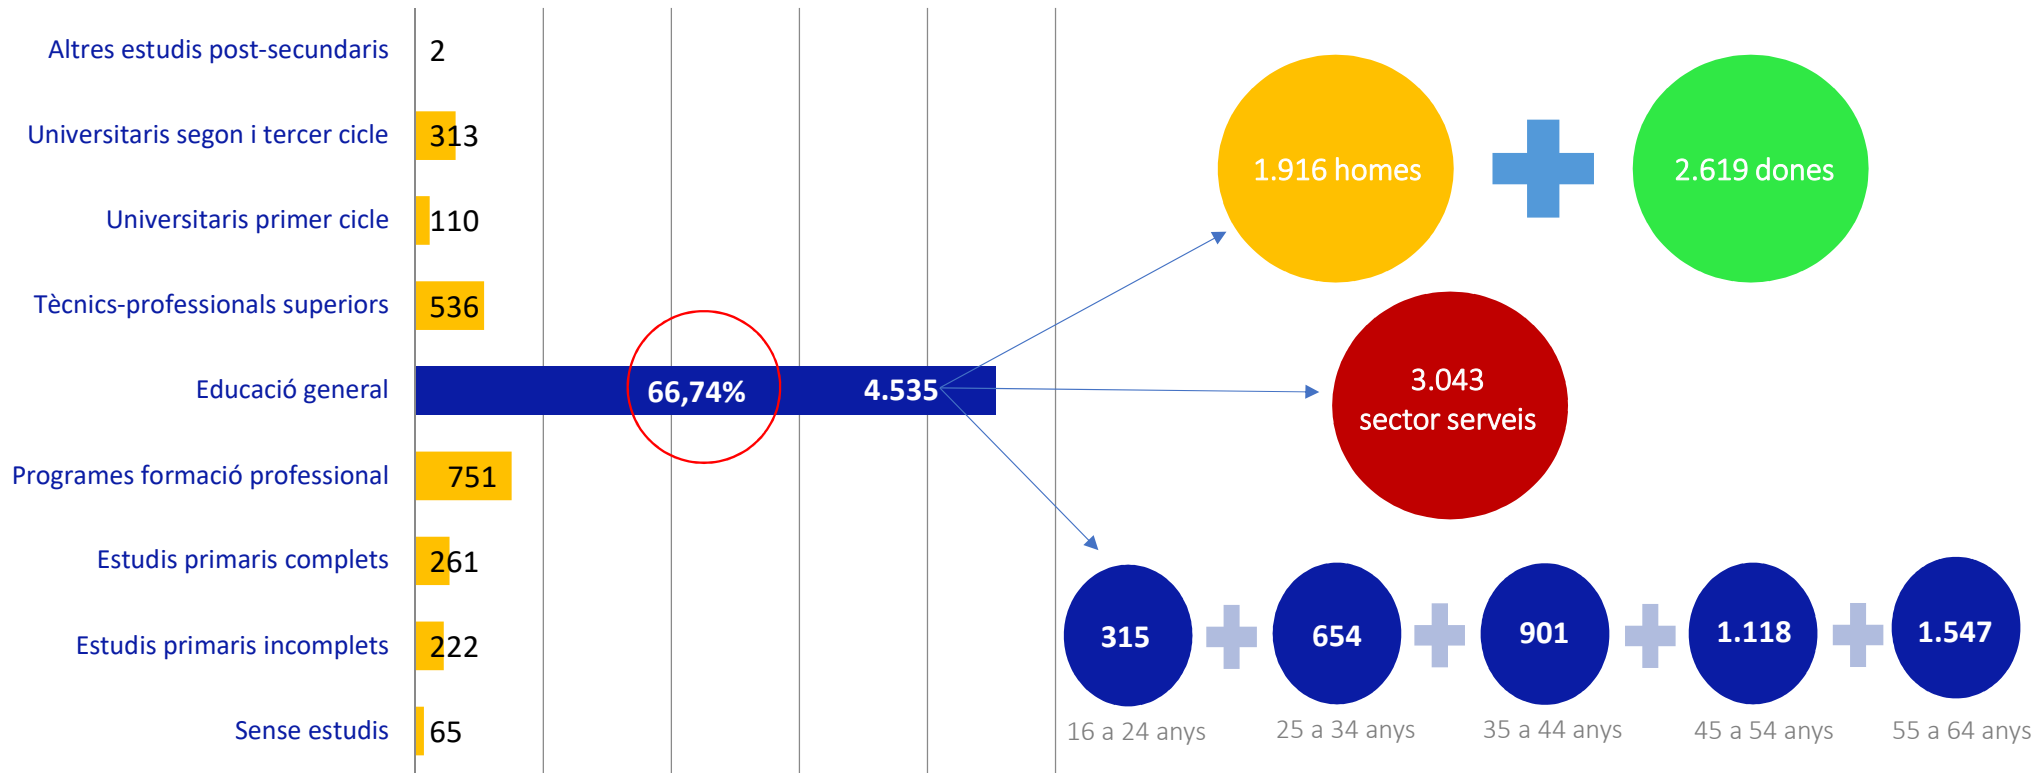 Altres estudis post-secundaris 2
Universitaris segon i tercer cicle 313
Universitaris primer cicle 110
Tècnics-professionals superiors 536
Educació general 66,74% 4.535
Programes formació professional 751
Estudis primaris complets 261
Estudis primaris incomplets 222
Sense estudis 65
1.916 homes
2.619 dones
3.043
sector serveis
315 654 901 1.118 1.547
16 a 24 anys 25 a 34 anys 35 a 44 anys 45 a 54 anys 55 a 64 anys